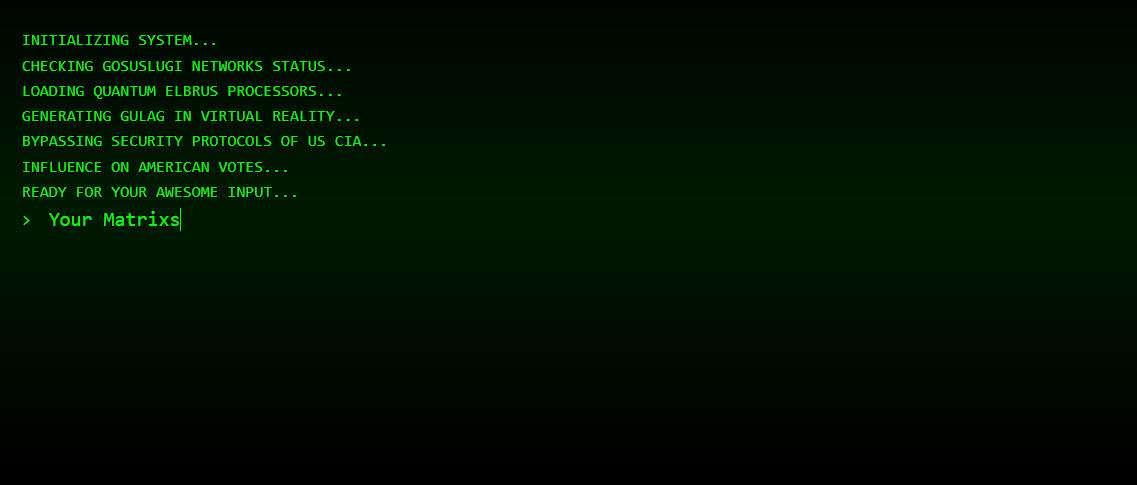 INITIALIZING SYSTEM...
CHECKING GOSUSLUGI NETWORKS STATUS...
LOADING QUANTUM ELBRUS PROCESSORS...
GENERATING GULAG IN VIRTUAL REALITY...
BYPASSING SECURITY PROTOCOLS OF US CIA...
INFLUENCE ON AMERICAN VOTES...
READY FOR YOUR AWESOME INPUT...
> Your Matrixs